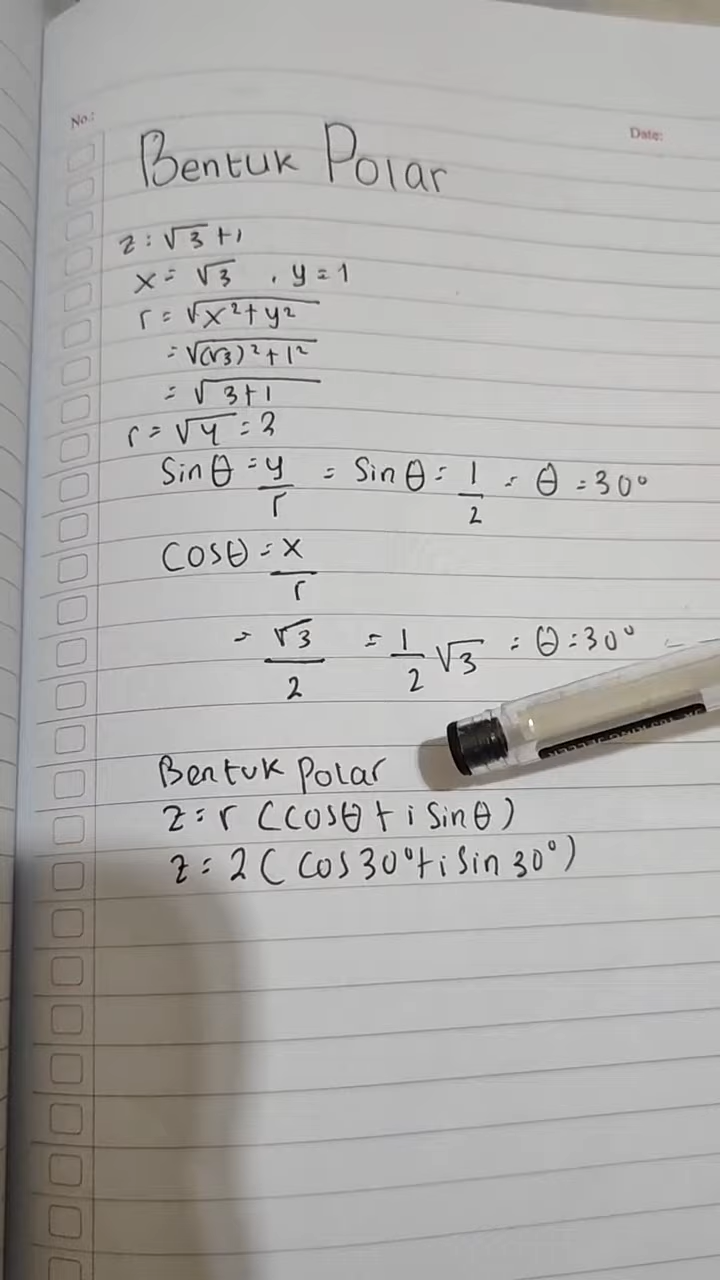 No.:
Date:
Bentuk Polar
z : √3 + 1
x = √3 , y = 1
r = √x² + y²
= √(√3)² + 1²
= √3+1
r = √4 = 2
Sin θ = y/r = Sin θ = 1/2 = θ = 30°
Cos θ = x/r
= √3/2 = 1/2 √3 = θ = 30°
Bentuk Polar
z = r (Cos θ + i Sin θ)
z = 2 ( Cos 30° + i Sin 30°)